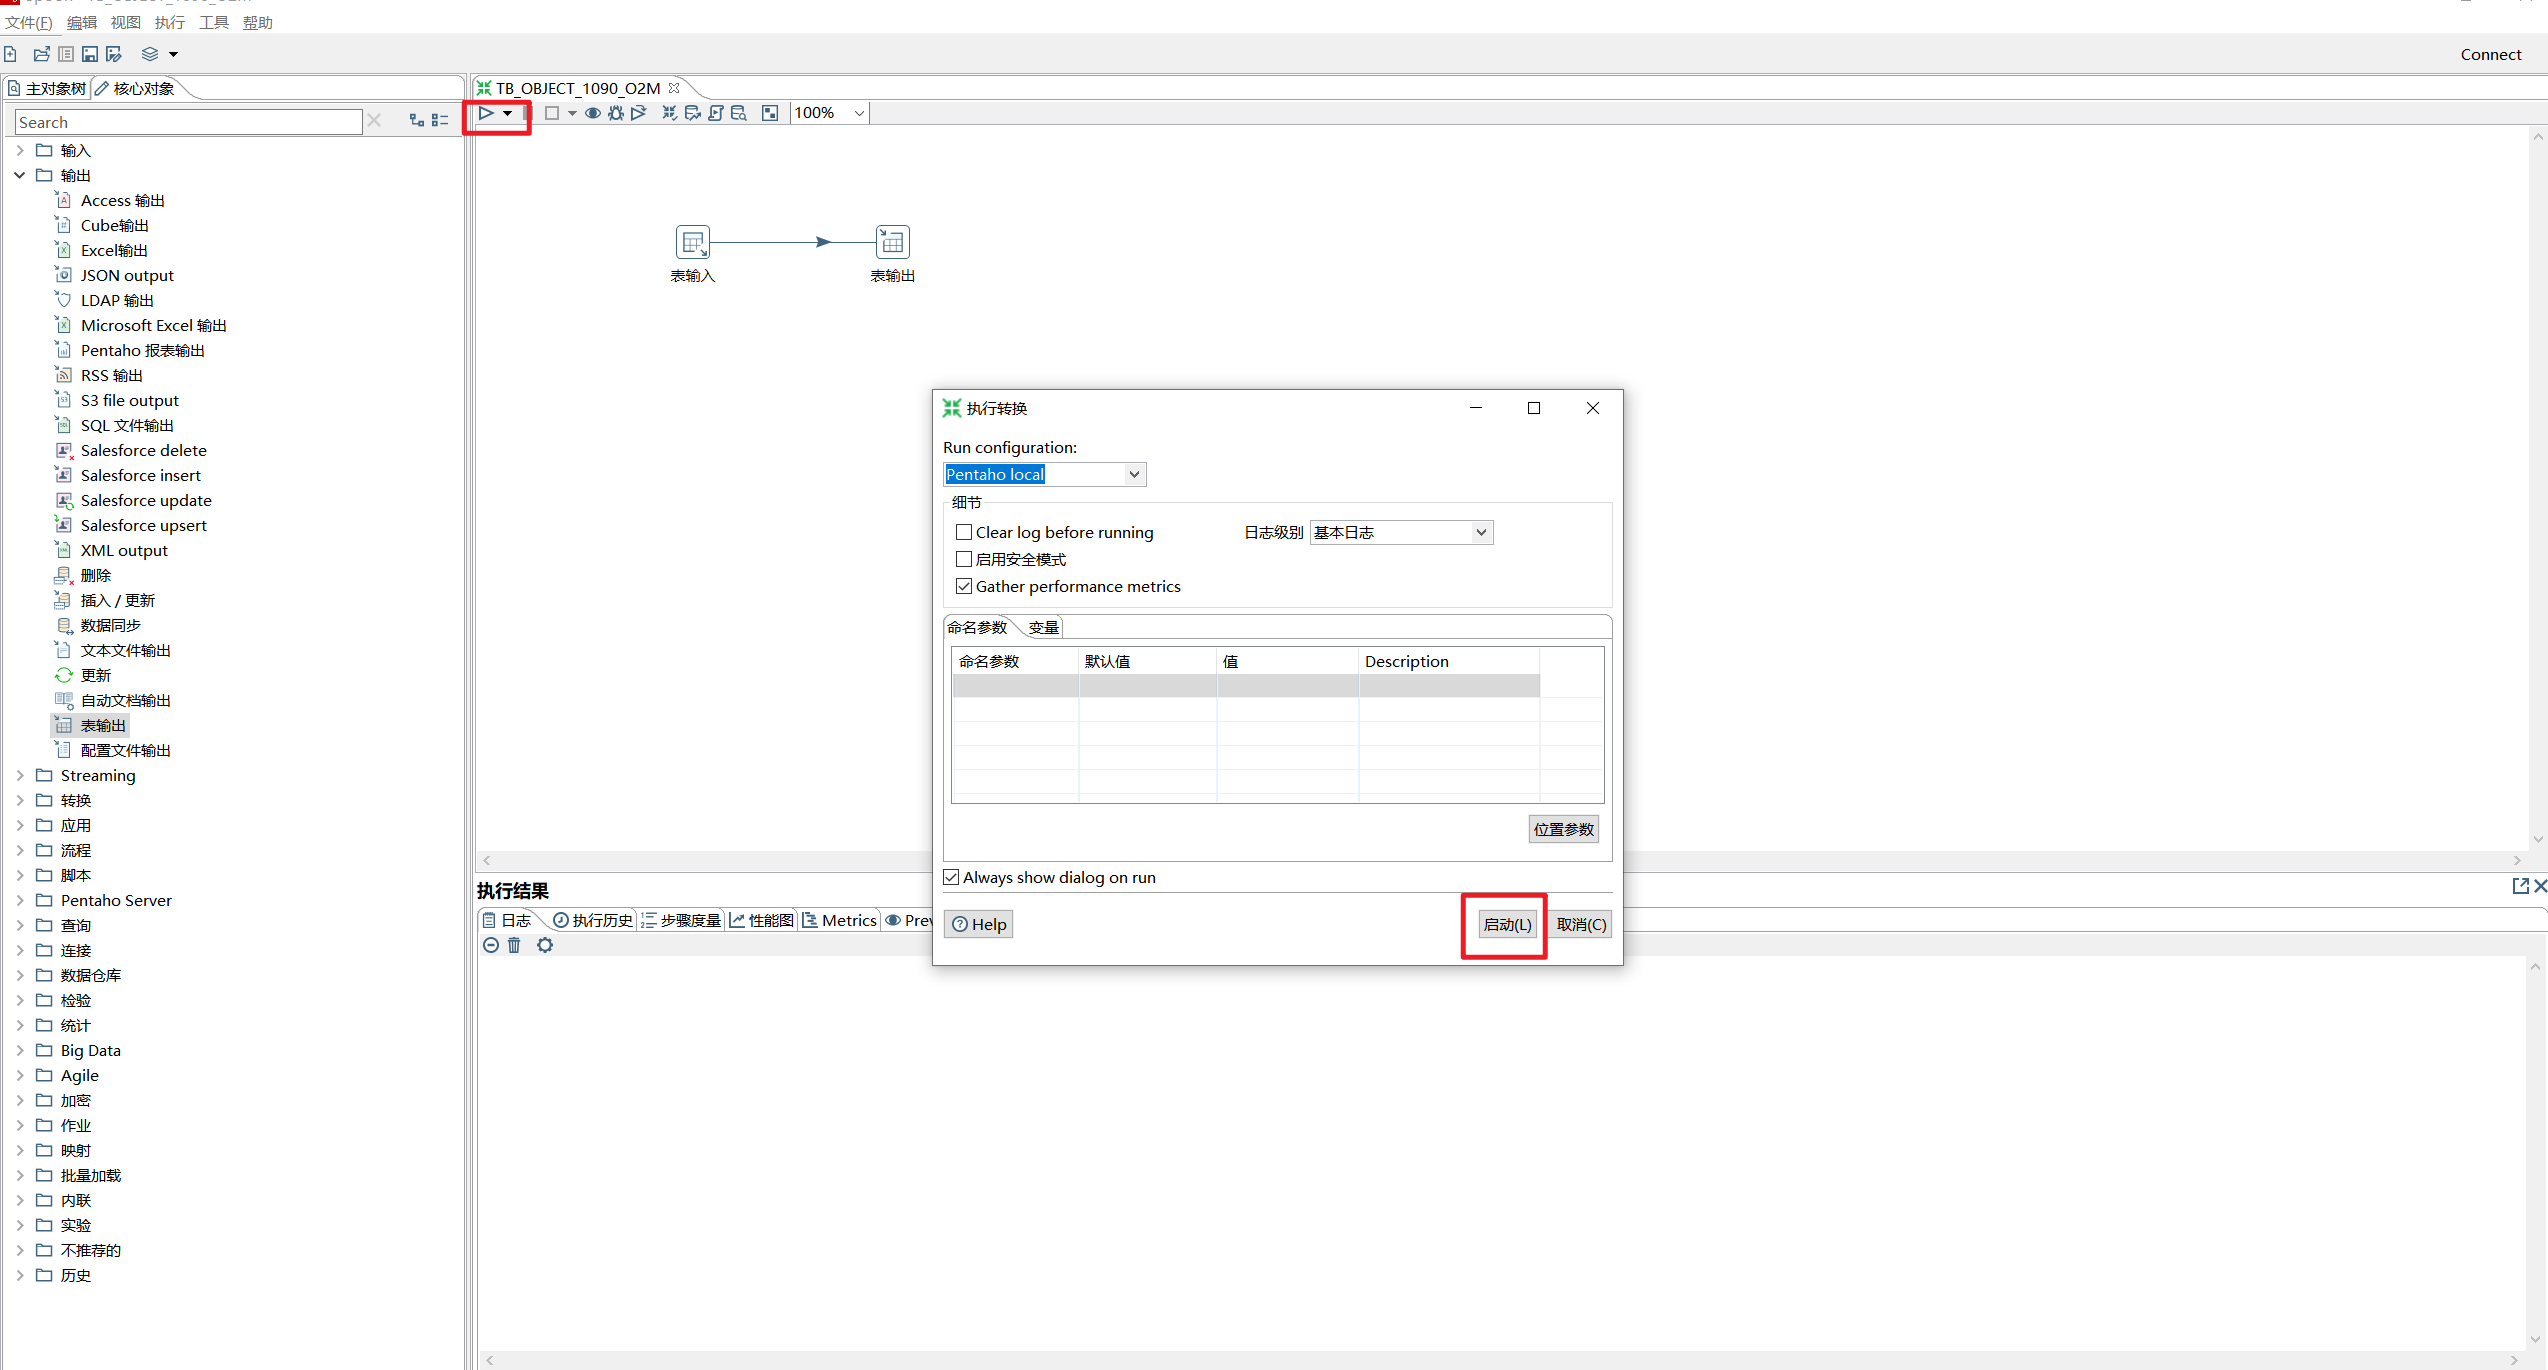 文件(F) 编辑 视图 执行 工具 帮助
Connect
主对象树 核心对象
Search
输入
输出
Access 输出
Cube输出
Excel输出
JSON output
LDAP 输出
Microsoft Excel 输出
Pentaho 报表输出
RSS 输出
S3 file output
SQL 文件输出
Salesforce delete
Salesforce insert
Salesforce update
Salesforce upsert
XML output
删除
插入 / 更新
数据同步
文本文件输出
更新
自动文档输出
表输出
配置文件输出
Streaming
转换
应用
流程
脚本
Pentaho Server
查询
连接
数据仓库
检验
统计
Big Data
Agile
加密
作业
映射
批量加载
内联
实验
不推荐的
历史
TB_OBJECT_1090_O2M
100%
表输入 表输出
执行转换
Run configuration:
Pentaho local
细节
Clear log before running 日志级别 基本日志
启用安全模式
Gather performance metrics
命名参数 变量
命名参数 默认值 值 Description
位置参数
Always show dialog on run
Help 启动(L) 取消(C)
执行结果
日志 执行历史 步骤度量 性能图 Metrics Prev